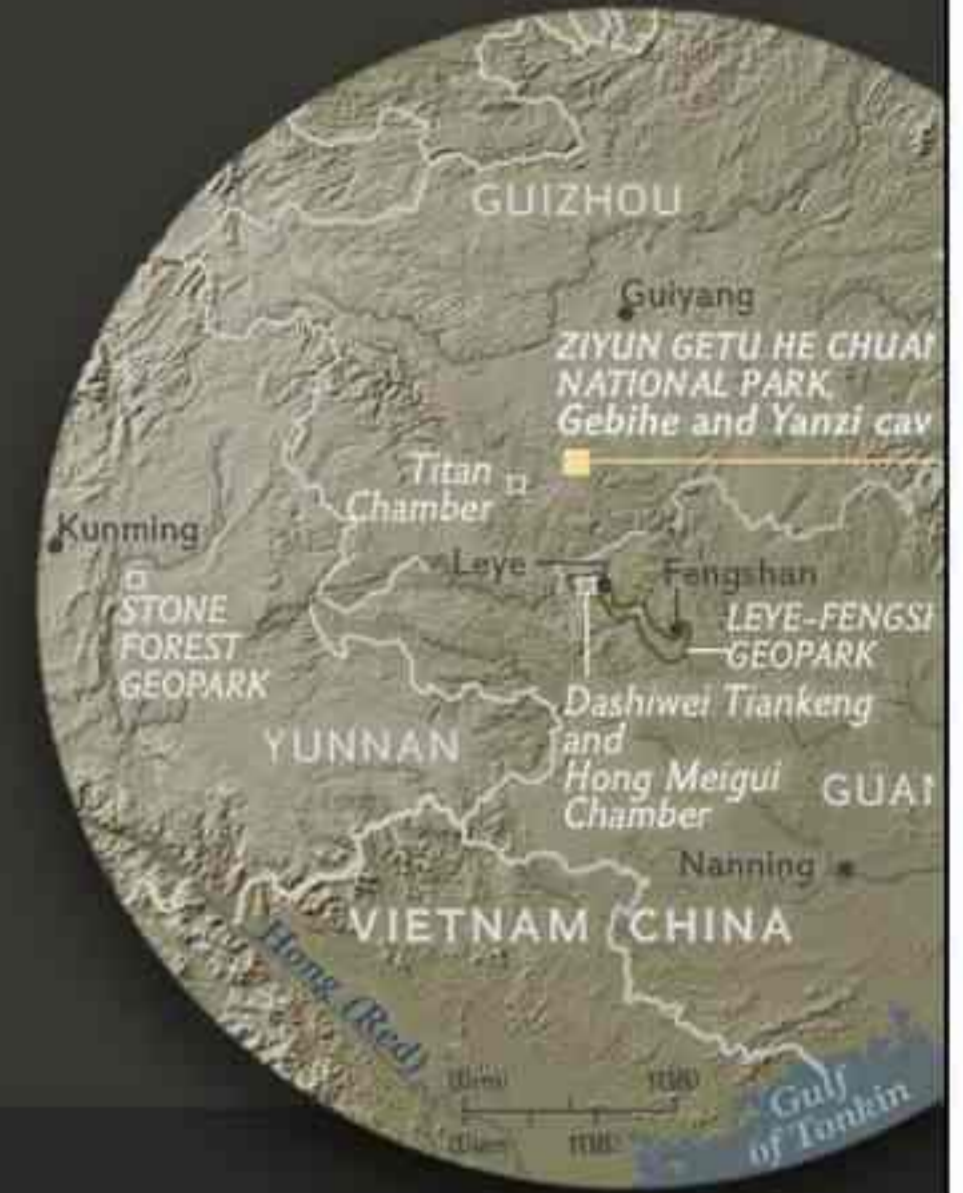 GUIZHOU
Guiyang
ZIYUN GETU HE CHUAN
NATIONAL PARK,
Gebihe and Yanzi cav
Titan
Chamber
Kunming
Leye
Fengshan
STONE
FOREST
GEOPARK
LEYE-FENGSH
GEOPARK
Dashiwei Tiankeng
and
Hong Meigui
Chamber
YUNNAN
GUAN
Nanning
VIETNAM
CHINA
Hong (Red)
Gulf
of Tonkin